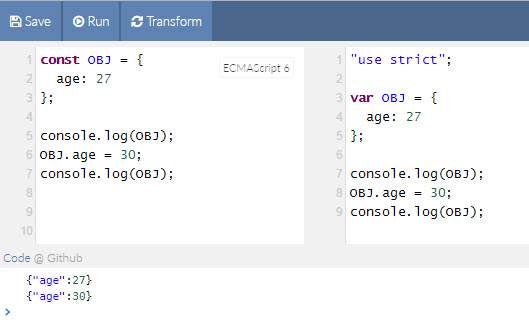 Save Run Transform
1 const OBJ = {
2   age: 27
3 };
4
5 console.log(OBJ);
6 OBJ.age = 30;
7 console.log(OBJ);
8
9
10
ECMAScript 6
1 "use strict";
2
3 var OBJ = {
4   age: 27
5 };
6
7 console.log(OBJ);
8 OBJ.age = 30;
9 console.log(OBJ);
Code @ Github
{"age":27}
{"age":30}
>